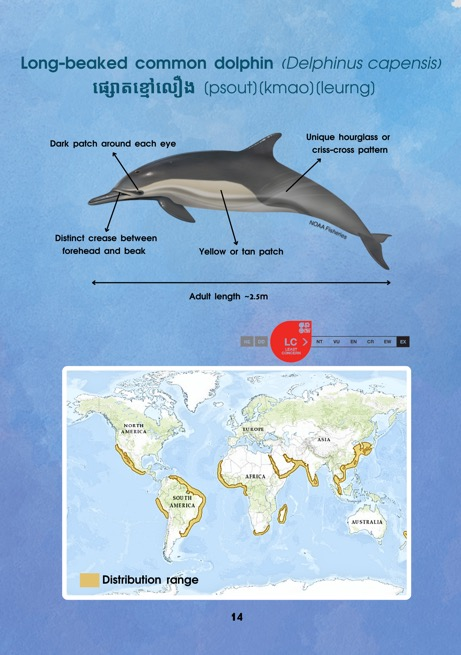 Long-beaked common dolphin (Delphinus capensis)
ផ្សោតខ្មៅលឿង (psout)(kmao)(leurng)
Dark patch around each eye
Unique hourglass or
criss-cross pattern
NOAA Fisheries
Distinct crease between
forehead and beak
Yellow or tan patch
Adult length ~2.5m
LC
LEAST
CONCERN
NT VU EN CR EW EX
NORTH
AMERICA
EUROPE
ASIA
AFRICA
SOUTH
AMERICA
AUSTRALIA
Distribution range
14